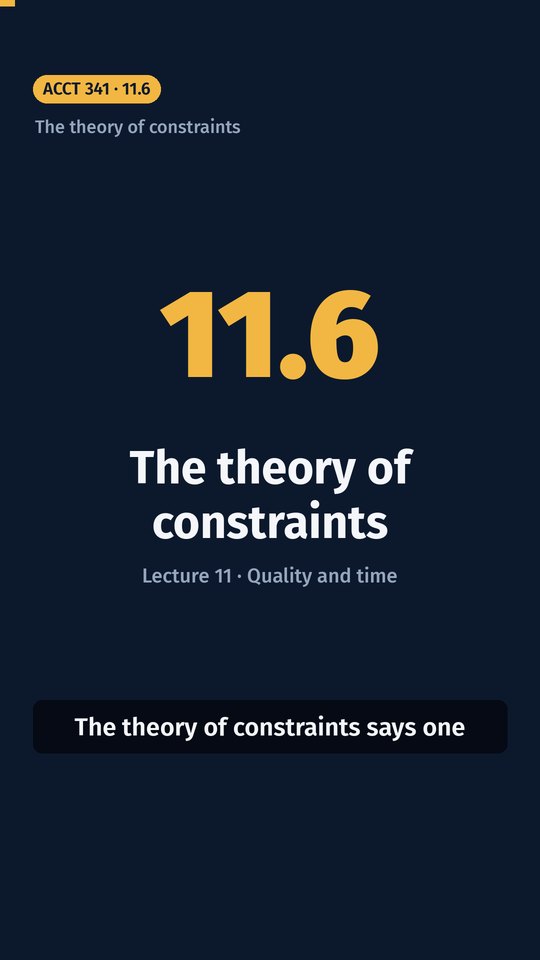 ACCT 341 · 11.6
The theory of constraints
11.6
The theory of
constraints
Lecture 11 · Quality and time
The theory of constraints says one